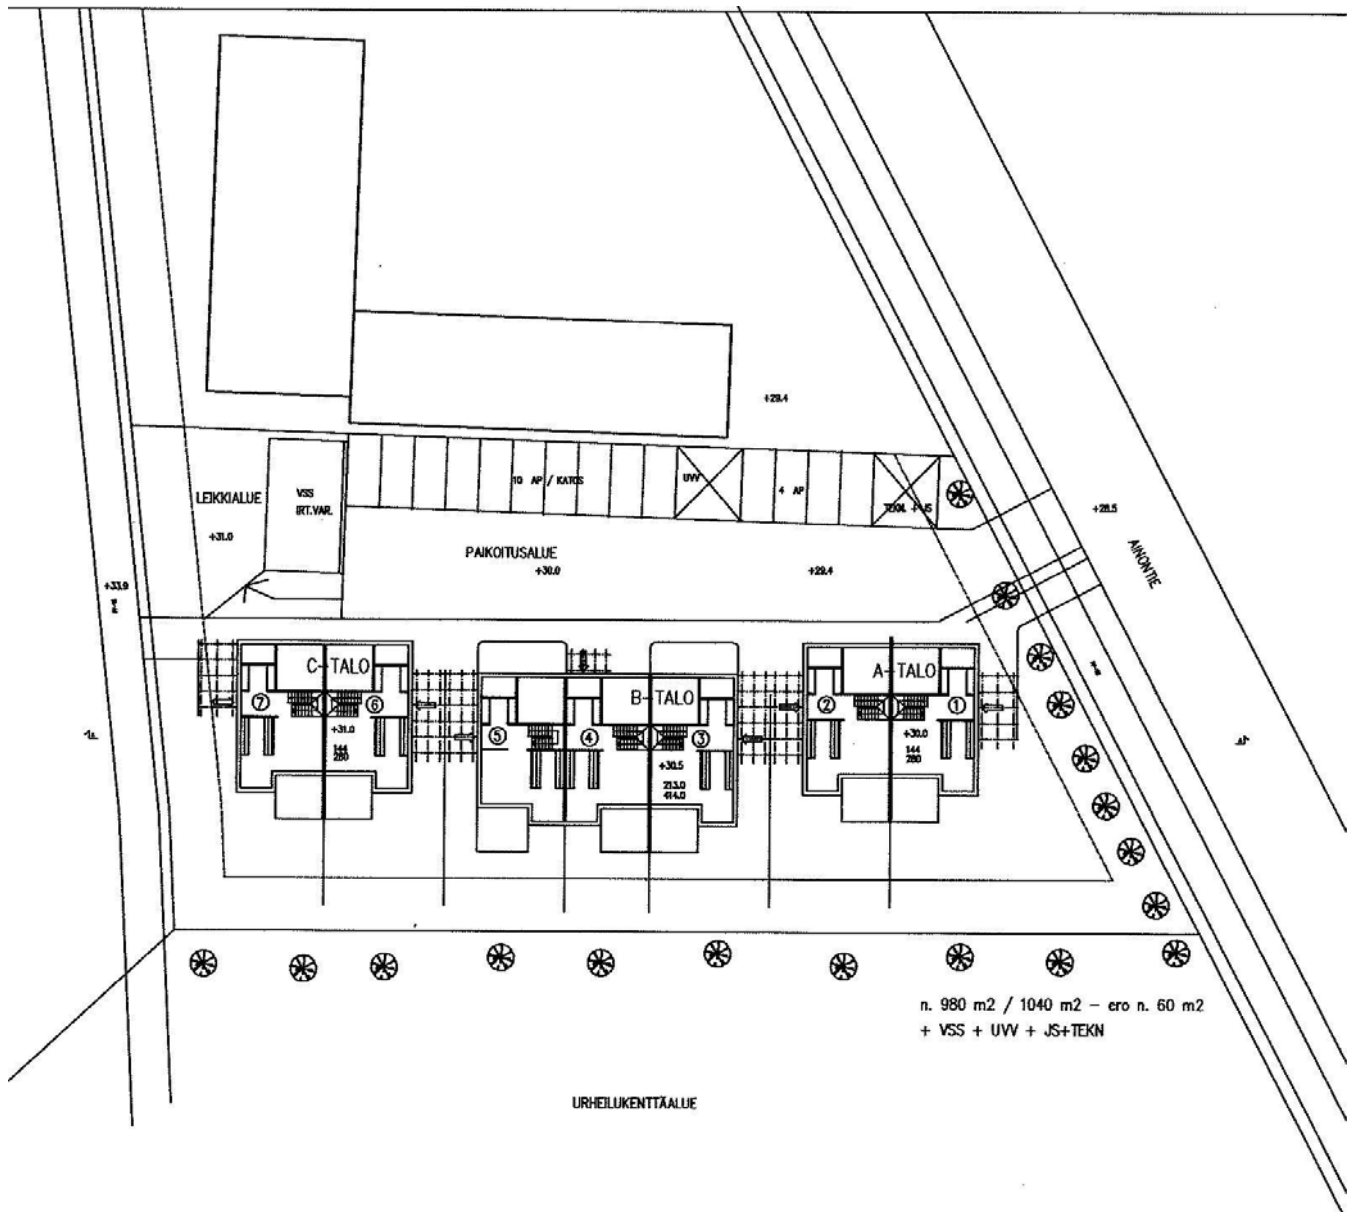 +29.4
10 AP / KATOS
UVV
4 AP
TEKN. + JS
VSS
IRT.VAR.
LEIKKIALUE
+31.0
PAIKOITUSALUE
+30.0
+29.4
+28.5
AINONTIE
+33.9
C-TALO
7
6
+31.0
144
280
B-TALO
5
4
3
+30.5
213.0
414.0
A-TALO
2
1
+30.0
144
280
n. 980 m2 / 1040 m2 - ero n. 60 m2
+ VSS + UVV + JS+TEKN
URHEILUKENTTÄALUE